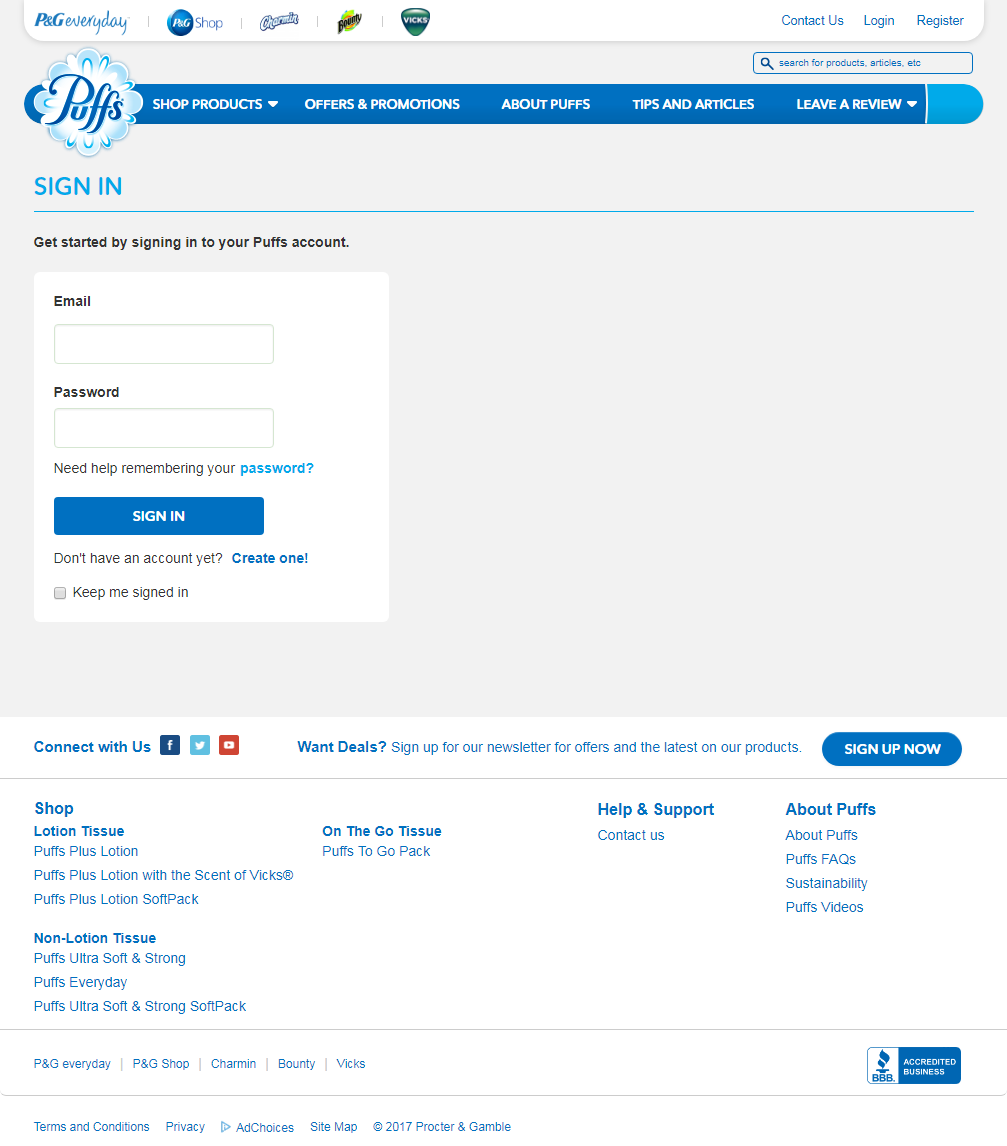 P&G everyday | P&G Shop | Charmin | Bounty | VICKS Contact Us Login Register
search for products, articles, etc
Puffs SHOP PRODUCTS OFFERS & PROMOTIONS ABOUT PUFFS TIPS AND ARTICLES LEAVE A REVIEW
SIGN IN
Get started by signing in to your Puffs account.
Email
Password
Need help remembering your password?
SIGN IN
Don't have an account yet? Create one!
Keep me signed in
Connect with Us f Want Deals? Sign up for our newsletter for offers and the latest on our products. SIGN UP NOW
Shop
Lotion Tissue
Puffs Plus Lotion
Puffs Plus Lotion with the Scent of Vicks®
Puffs Plus Lotion SoftPack
Non-Lotion Tissue
Puffs Ultra Soft & Strong
Puffs Everyday
Puffs Ultra Soft & Strong SoftPack
On The Go Tissue
Puffs To Go Pack
Help & Support
Contact us
About Puffs
About Puffs
Puffs FAQs
Sustainability
Puffs Videos
P&G everyday | P&G Shop | Charmin | Bounty | Vicks
BBB. ACCREDITED
BUSINESS
Terms and Conditions Privacy AdChoices Site Map © 2017 Procter & Gamble